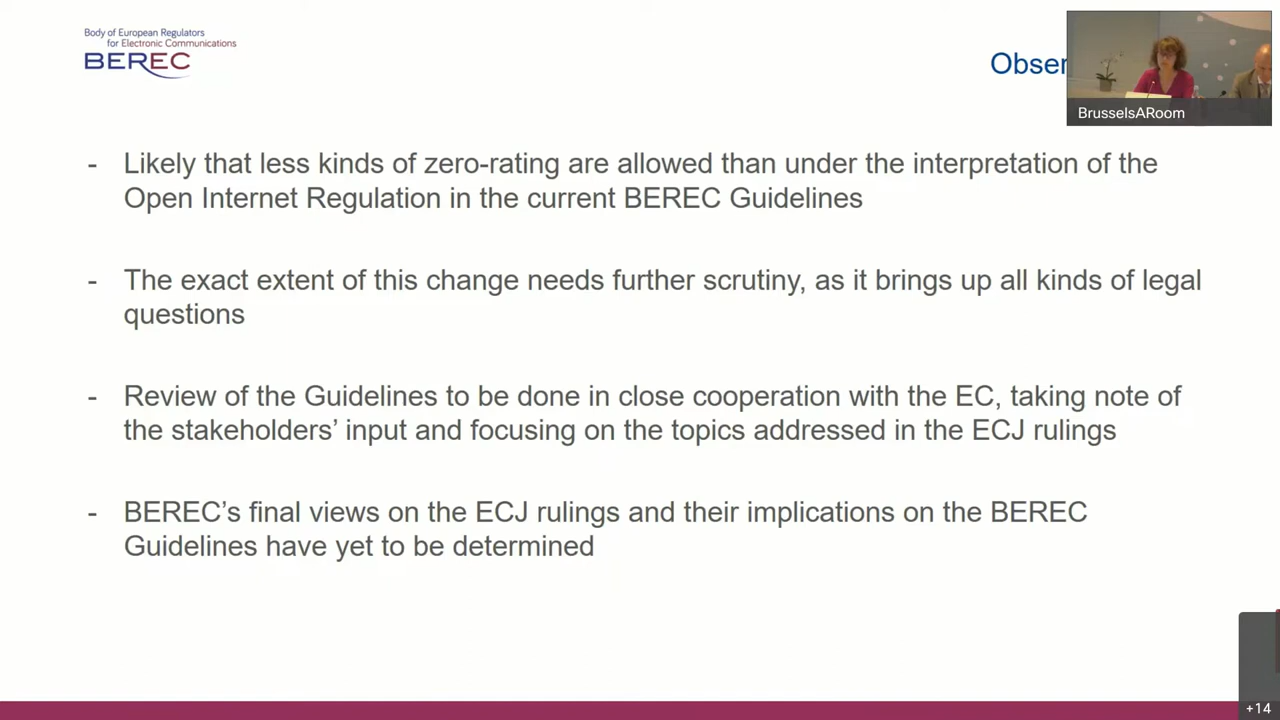 Body of European Regulators
for Electronic Communications
BEREC
Obser
BrusselsARoom
- Likely that less kinds of zero-rating are allowed than under the interpretation of the
Open Internet Regulation in the current BEREC Guidelines
- The exact extent of this change needs further scrutiny, as it brings up all kinds of legal
questions
- Review of the Guidelines to be done in close cooperation with the EC, taking note of
the stakeholders’ input and focusing on the topics addressed in the ECJ rulings
- BEREC’s final views on the ECJ rulings and their implications on the BEREC
Guidelines have yet to be determined
+14